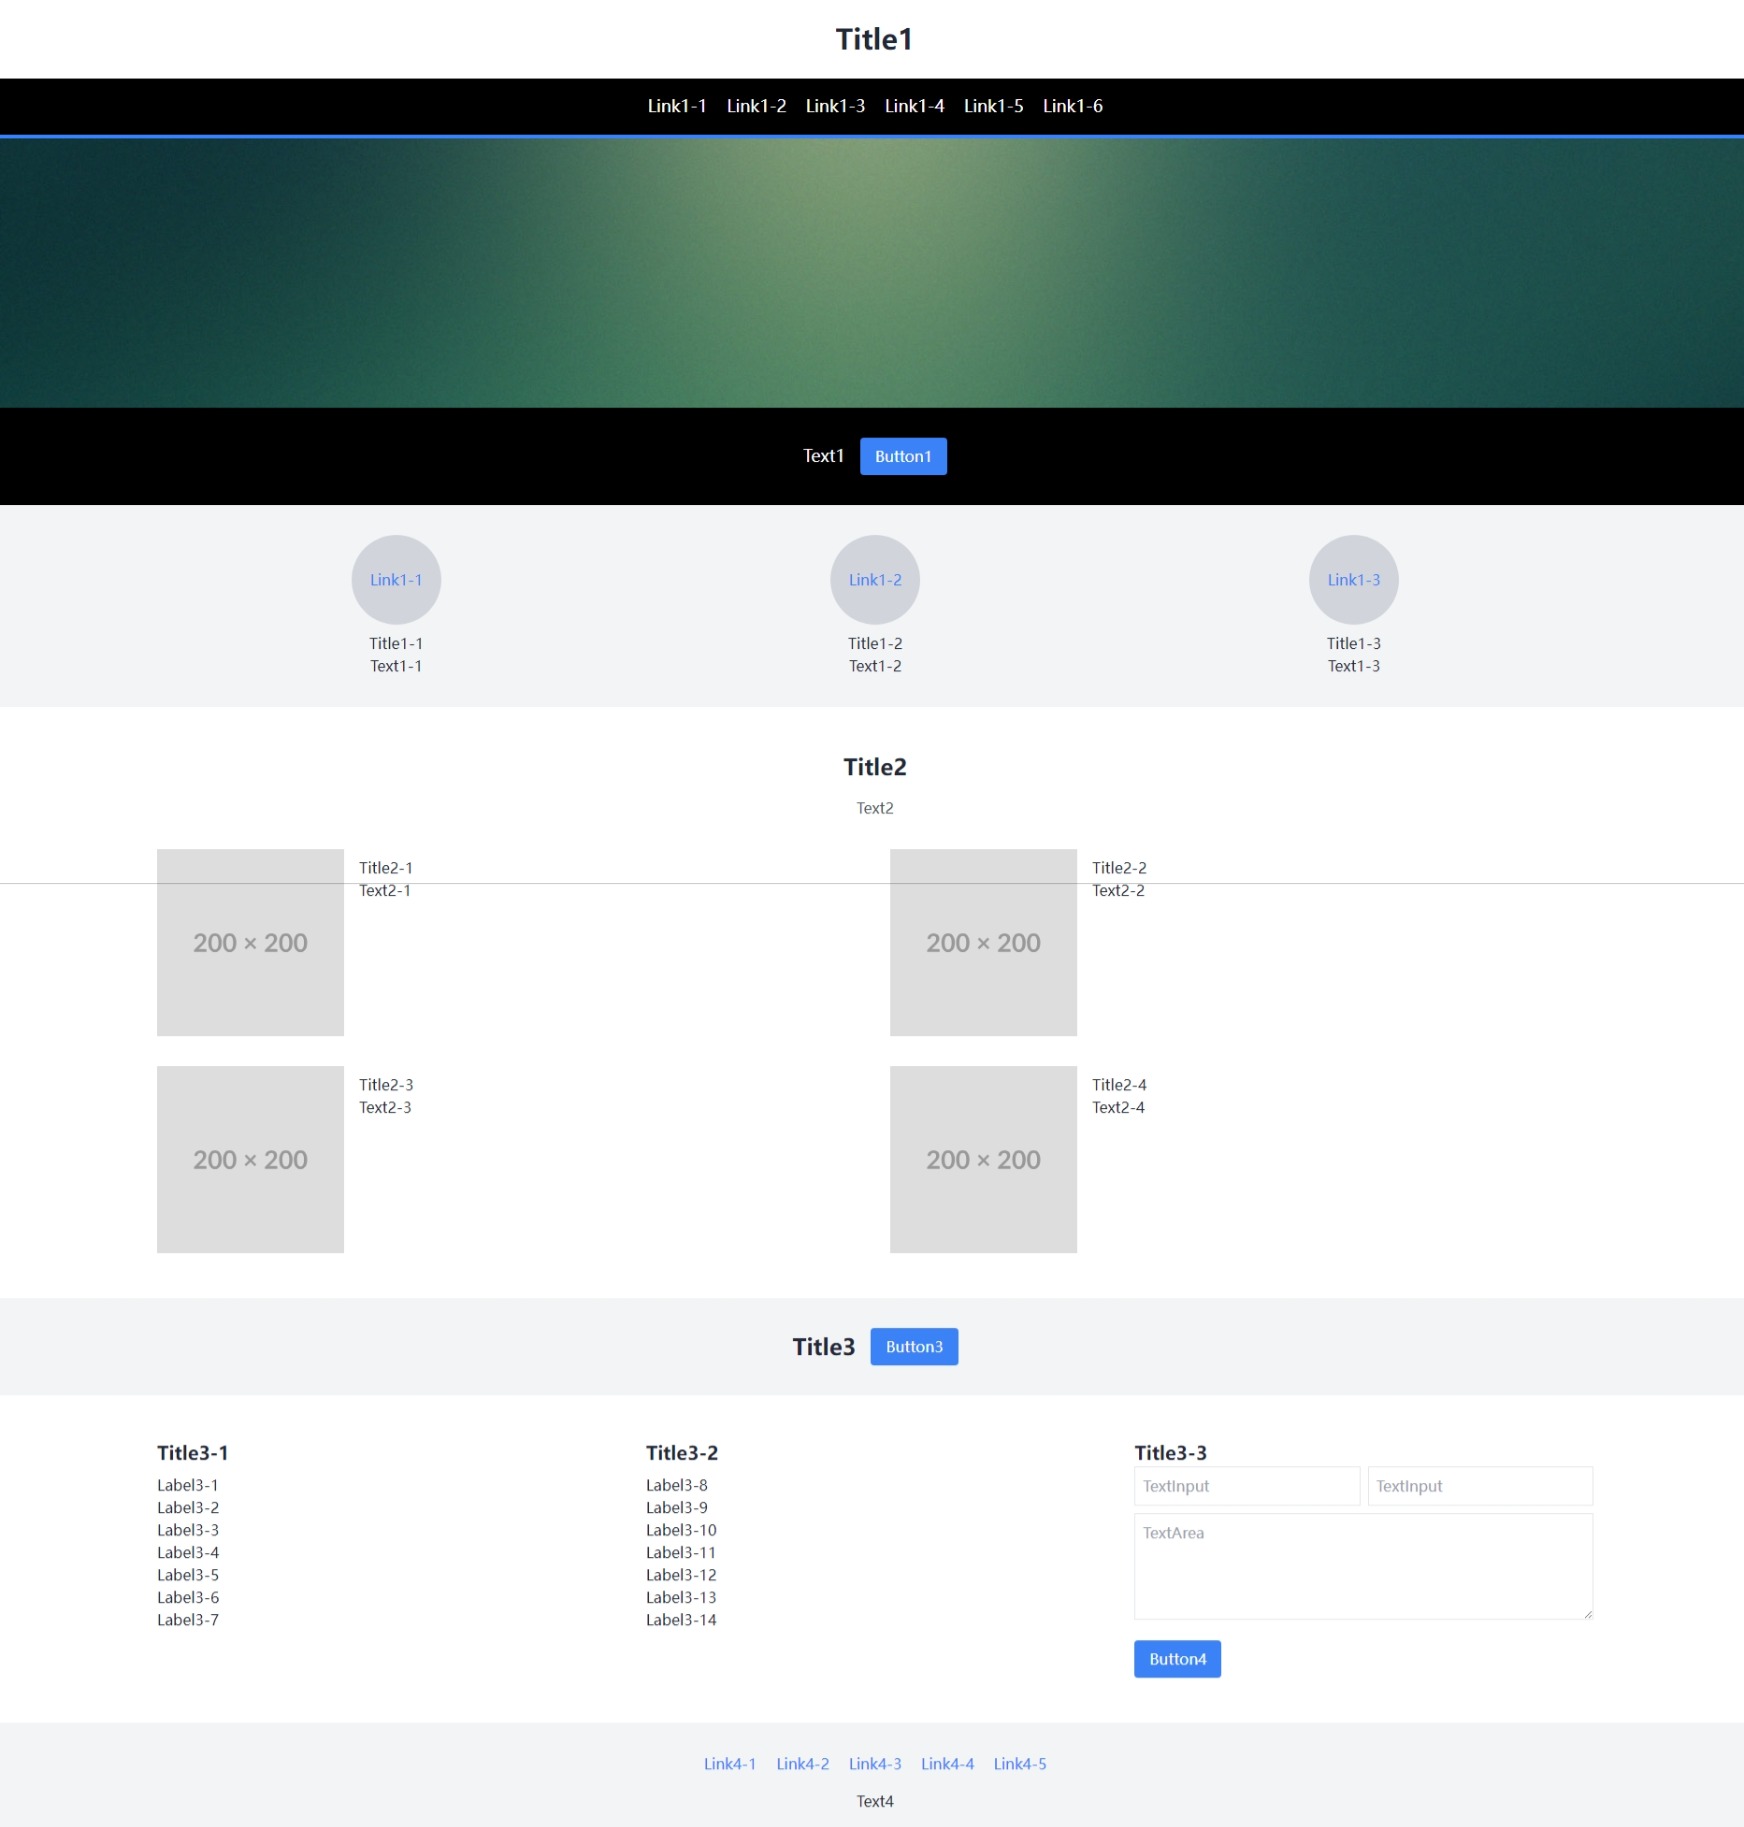 Title1
Link1-1 Link1-2 Link1-3 Link1-4 Link1-5 Link1-6
Text1 Button1
Link1-1 Link1-2 Link1-3
Title1-1 Title1-2 Title1-3
Text1-1 Text1-2 Text1-3
Title2
Text2
Title2-1 Title2-2
Text2-1 Text2-2
200 × 200 200 × 200
Title2-3 Title2-4
Text2-3 Text2-4
200 × 200 200 × 200
Title3 Button3
Title3-1
Label3-1
Label3-2
Label3-3
Label3-4
Label3-5
Label3-6
Label3-7
Title3-2
Label3-8
Label3-9
Label3-10
Label3-11
Label3-12
Label3-13
Label3-14
Title3-3
TextInput TextInput
TextArea
Button4
Link4-1 Link4-2 Link4-3 Link4-4 Link4-5
Text4